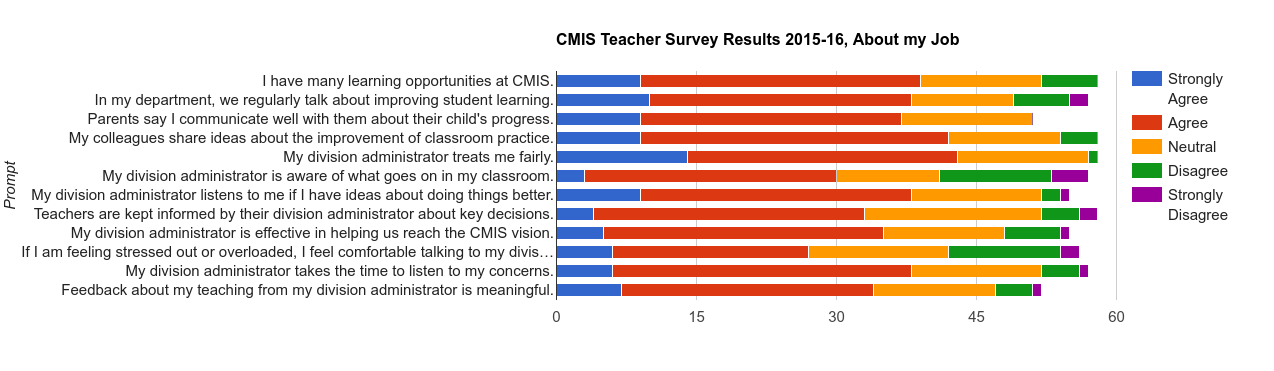 CMIS Teacher Survey Results 2015-16, About my Job
Prompt
I have many learning opportunities at CMIS.
In my department, we regularly talk about improving student learning.
Parents say I communicate well with them about their child's progress.
My colleagues share ideas about the improvement of classroom practice.
My division administrator treats me fairly.
My division administrator is aware of what goes on in my classroom.
My division administrator listens to me if I have ideas about doing things better.
Teachers are kept informed by their division administrator about key decisions.
My division administrator is effective in helping us reach the CMIS vision.
If I am feeling stressed out or overloaded, I feel comfortable talking to my divis…
My division administrator takes the time to listen to my concerns.
Feedback about my teaching from my division administrator is meaningful.
0 15 30 45 60
Strongly
Agree
Agree
Neutral
Disagree
Strongly
Disagree